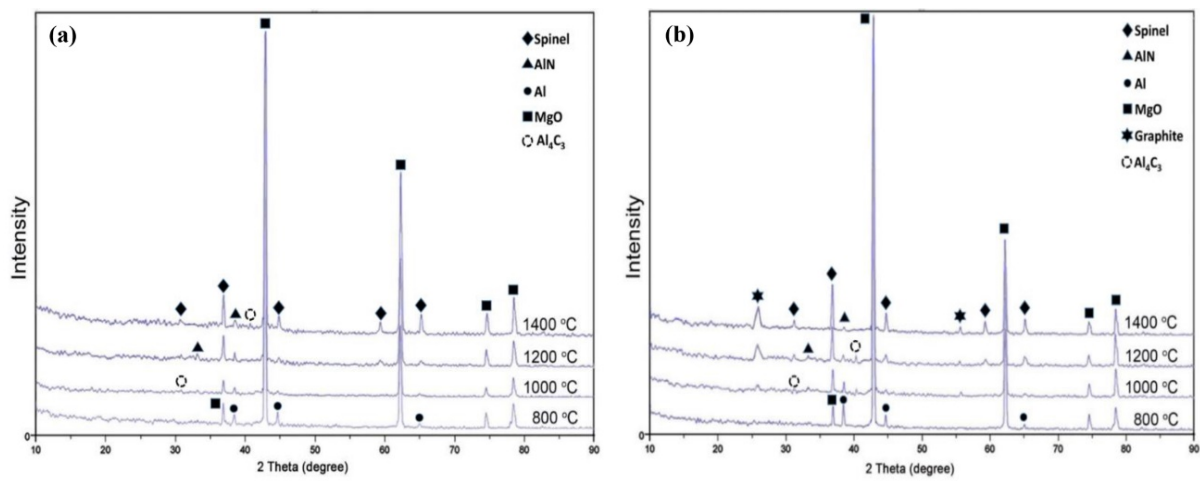 (a)
Spinel
AlN
Al
MgO
Al₄C₃
Intensity
1400 °C
1200 °C
1000 °C
800 °C
0
10 20 30 40 50 60 70 80 90
2 Theta (degree)
(b)
Spinel
AlN
Al
MgO
Graphite
Al₄C₃
Intensity
1400 °C
1200 °C
1000 °C
800 °C
0
10 20 30 40 50 60 70 80 90
2 Theta (degree)